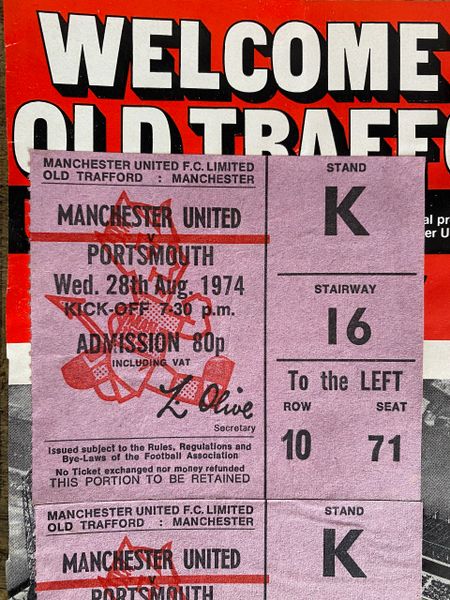 WELCOME
OLD TRAFFO
MANCHESTER UNITED F.C. LIMITED
OLD TRAFFORD : MANCHESTER
MANCHESTER UNITED
v
PORTSMOUTH
Wed. 28th Aug. 1974
KICK-OFF 7-30 p.m.
ADMISSION 80p
INCLUDING VAT
L. Olive
Secretary
Issued subject to the Rules, Regulations and
Bye-Laws of the Football Association
No Ticket exchanged nor money refunded
THIS PORTION TO BE RETAINED
STAND
K
STAIRWAY
16
To the LEFT
ROW SEAT
10 71
al pr
er U
MANCHESTER UNITED F.C. LIMITED
OLD TRAFFORD : MANCHESTER
MANCHESTER UNITED
v
PORTSMOUTH
STAND
K